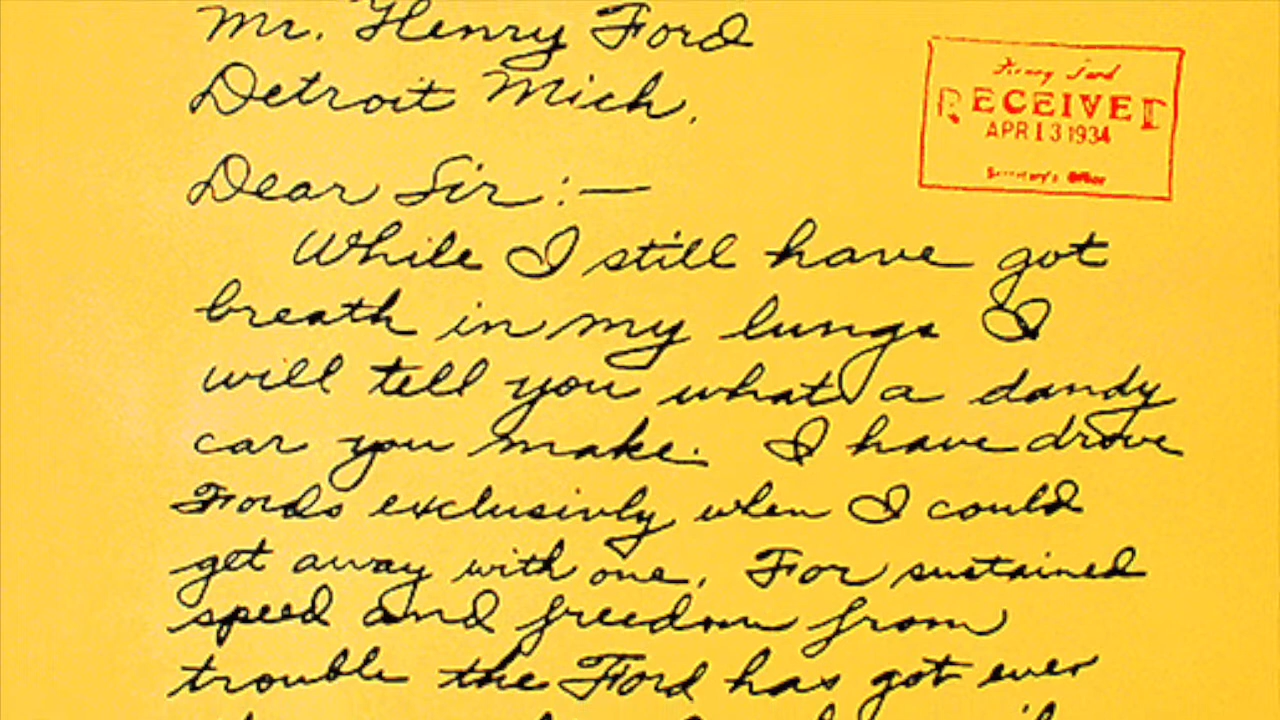 Mr. Henry Ford
Detroit Mich.
Henry Ford
RECEIVED
APR 13 1934
Secretary's Office
Dear Sir:—
While I still have got
breath in my lungs I
will tell you what a dandy
car you make. I have drove
Fords exclusivly when I could
get away with one. For sustained
speed and freedom from
trouble the Ford has got ever